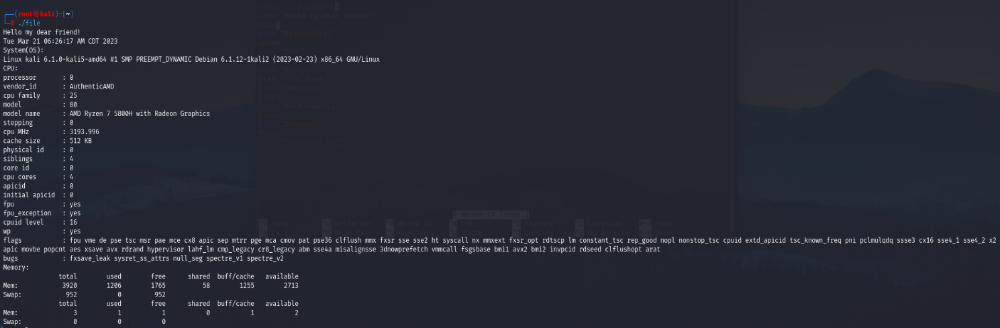 ┌──(root㉿kali)-[~]
└─# ./file
Hello my dear friend!
Tue Mar 21 06:26:17 AM CDT 2023
System(OS):
Linux kali 6.1.0-kali5-amd64 #1 SMP PREEMPT_DYNAMIC Debian 6.1.12-1kali2 (2023-02-23) x86_64 GNU/Linux
CPU:
processor : 0
vendor_id : AuthenticAMD
cpu family : 25
model : 80
model name : AMD Ryzen 7 5800H with Radeon Graphics
stepping : 0
cpu MHz : 3193.996
cache size : 512 KB
physical id : 0
siblings : 4
core id : 0
cpu cores : 4
apicid : 0
initial apicid : 0
fpu : yes
fpu_exception : yes
cpuid level : 16
wp : yes
flags : fpu vme de pse tsc msr pae mce cx8 apic sep mtrr pge mca cmov pat pse36 clflush mmx fxsr sse sse2 ht syscall nx mmxext fxsr_opt rdtscp lm constant_tsc rep_good nopl nonstop_tsc cpuid extd_apicid tsc_known_freq pni pclmulqdq ssse3 cx16 sse4_1 sse4_2 x2
apic movbe popcnt aes xsave avx rdrand hypervisor lahf_lm cmp_legacy cr8_legacy abm sse4a misalignsse 3dnowprefetch vmmcall fsgsbase bmi1 avx2 bmi2 invpcid rdseed clflushopt arat
bugs : fxsave_leak sysret_ss_attrs null_seg spectre_v1 spectre_v2
Memory:
total used free shared buff/cache available
Mem: 3920 1206 1765 58 1255 2713
Swap: 952 0 952
total used free shared buff/cache available
Mem: 3 1 1 0 1 2
Swap: 0 0 0